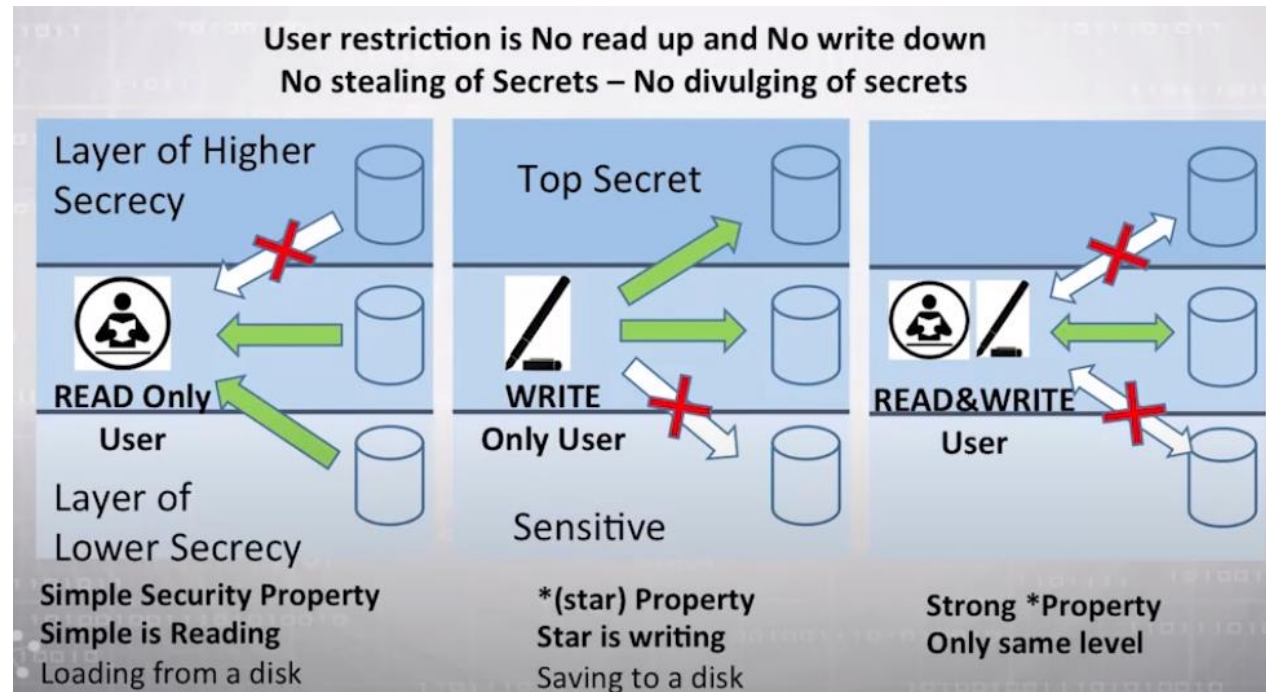 User restriction is No read up and No write down
No stealing of Secrets – No divulging of secrets
Layer of Higher
Secrecy
READ Only
User
Layer of
Lower Secrecy
Simple Security Property
Simple is Reading
Loading from a disk
Top Secret
WRITE
Only User
Sensitive
*(star) Property
Star is writing
Saving to a disk
READ&WRITE
User
Strong *Property
Only same level